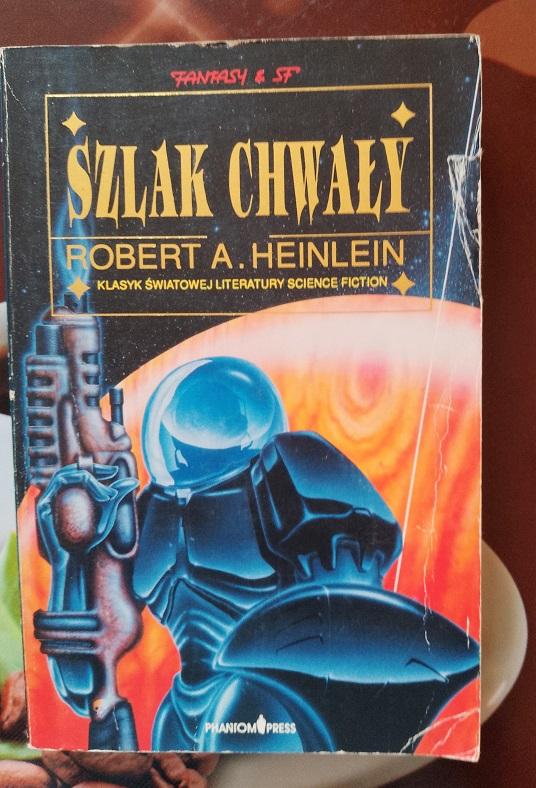 FANTASY & SF
SZLAK CHWAŁY
ROBERT A. HEINLEIN
KLASYK ŚWIATOWEJ LITERATURY SCIENCE FICTION
PHANTOM PRESS